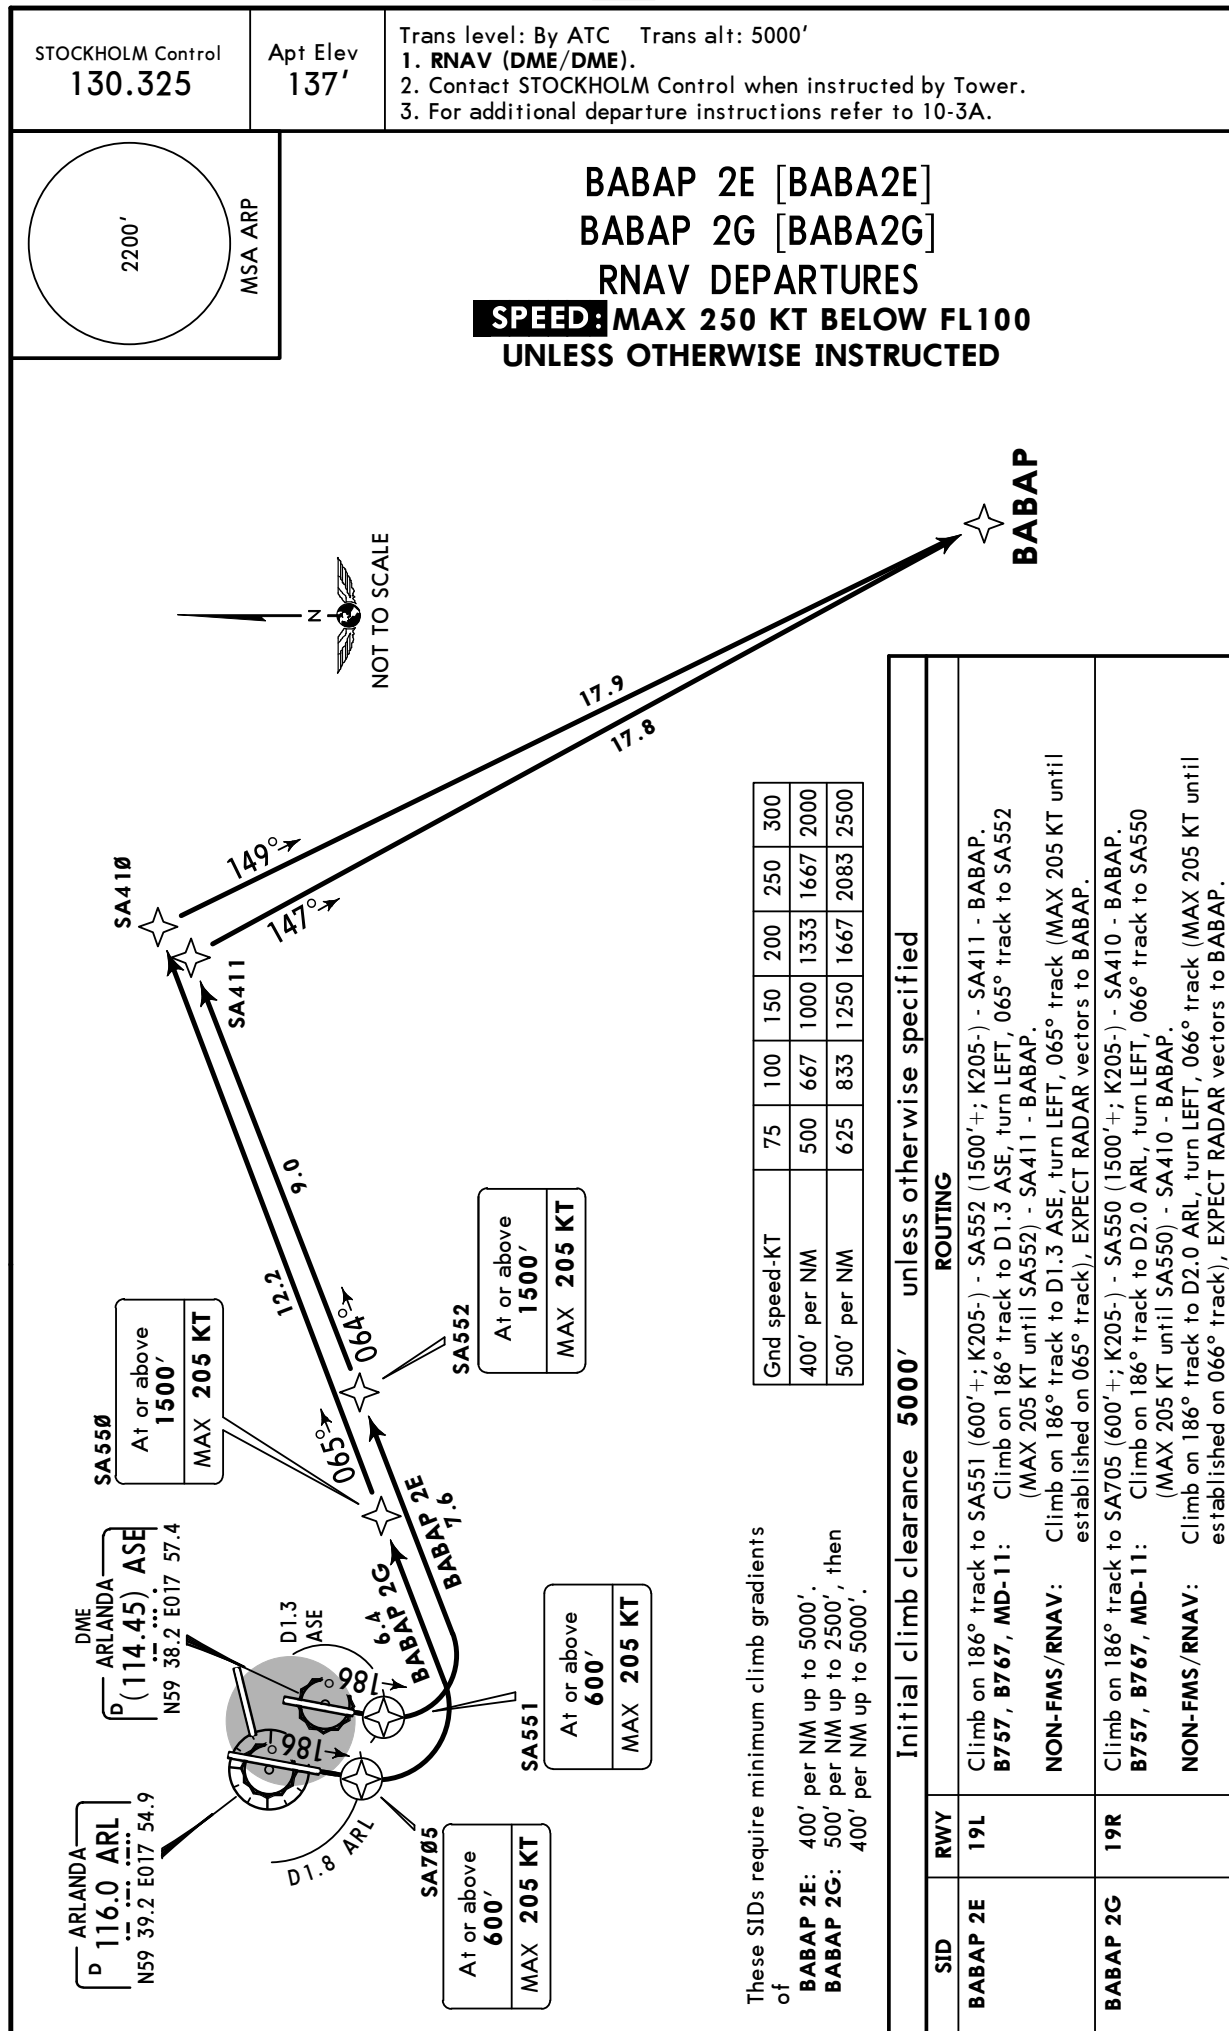 STOCKHOLM Control
130.325
Apt Elev
137'
Trans level: By ATC Trans alt: 5000'
1. RNAV (DME/DME).
2. Contact STOCKHOLM Control when instructed by Tower.
3. For additional departure instructions refer to 10-3A.
2200'
MSA ARP
BABAP 2E [BABA2E]
BABAP 2G [BABA2G]
RNAV DEPARTURES
SPEED: MAX 250 KT BELOW FL100
UNLESS OTHERWISE INSTRUCTED
ARLANDA
D 116.0 ARL
N59 39.2 E017 54.9
DME
ARLANDA
D (114.45) ASE
N59 38.2 E017 57.4
SA55Ø
At or above
1500'
MAX 205 KT
SA41Ø
SA411
N
NOT TO SCALE
149°
147°
17.9
17.8
BABAP
12.2
9.0
065°
064°
SA552
At or above
1500'
MAX 205 KT
D1.3
ASE
186°
186°
6.4
BABAP 2G
BABAP 2E
7.6
D1.8 ARL
SA7Ø5
At or above
600'
MAX 205 KT
SA551
At or above
600'
MAX 205 KT
These SIDs require minimum climb gradients
of
BABAP 2E: 400' per NM up to 5000'.
BABAP 2G: 500' per NM up to 2500', then
400' per NM up to 5000'.
Gnd speed-KT 75 100 150 200 250 300
400' per NM 500 667 1000 1333 1667 2000
500' per NM 625 833 1250 1667 2083 2500
Initial climb clearance 5000' unless otherwise specified
SID RWY ROUTING
BABAP 2E 19L Climb on 186° track to SA551 (600'+; K205-) - SA552 (1500'+; K205-) - SA411 - BABAP.
B757, B767, MD-11: Climb on 186° track to D1.3 ASE, turn LEFT, 065° track to SA552
(MAX 205 KT until SA552) - SA411 - BABAP.
NON-FMS/RNAV: Climb on 186° track to D1.3 ASE, turn LEFT, 065° track (MAX 205 KT until
established on 065° track), EXPECT RADAR vectors to BABAP.
BABAP 2G 19R Climb on 186° track to SA705 (600'+; K205-) - SA550 (1500'+; K205-) - SA410 - BABAP.
B757, B767, MD-11: Climb on 186° track to D2.0 ARL, turn LEFT, 066° track to SA550
(MAX 205 KT until SA550) - SA410 - BABAP.
NON-FMS/RNAV: Climb on 186° track to D2.0 ARL, turn LEFT, 066° track (MAX 205 KT until
established on 066° track), EXPECT RADAR vectors to BABAP.